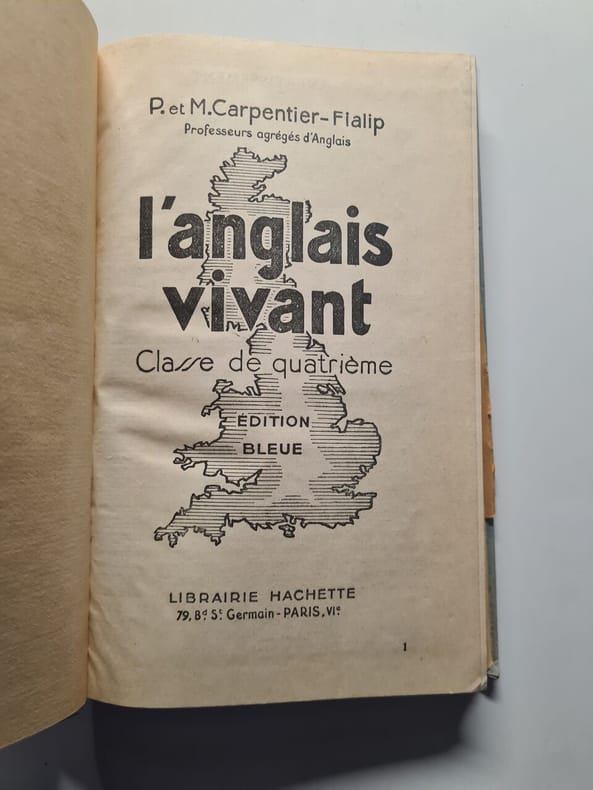 P. et M. Carpentier-Fialip
Professeurs agrégés d'Anglais
l'anglais
vivant
Classe de quatrième
ÉDITION
BLEUE
LIBRAIRIE HACHETTE
79, Bd St Germain - PARIS, VIe
1